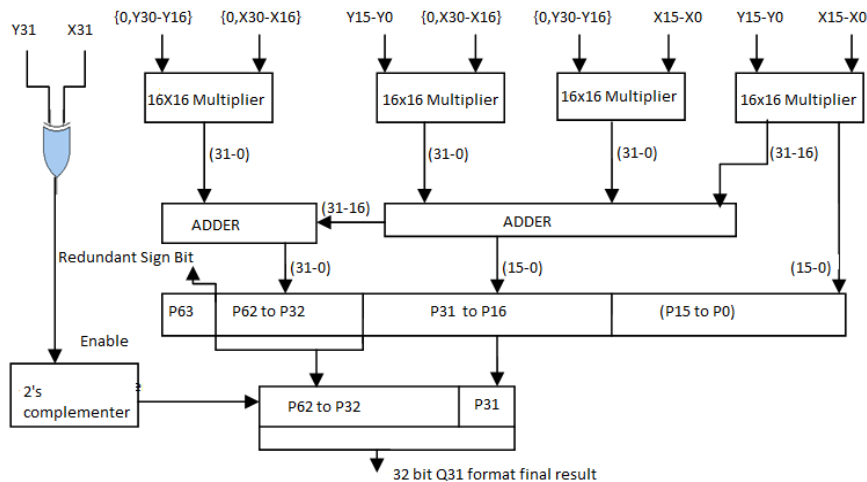 Y31 X31 {0,Y30-Y16} {0,X30-X16} Y15-Y0 {0,X30-X16} {0,Y30-Y16} X15-X0 Y15-Y0 X15-X0
16X16 Multiplier 16x16 Multiplier 16x16 Multiplier 16x16 Multiplier
(31-0) (31-0) (31-0) (31-16)
ADDER (31-16) ADDER
Redundant Sign Bit (31-0) (15-0) (15-0)
P63 P62 to P32 P31 to P16 (P15 to P0)
Enable
2's
complementer
P62 to P32 P31
32 bit Q31 format final result